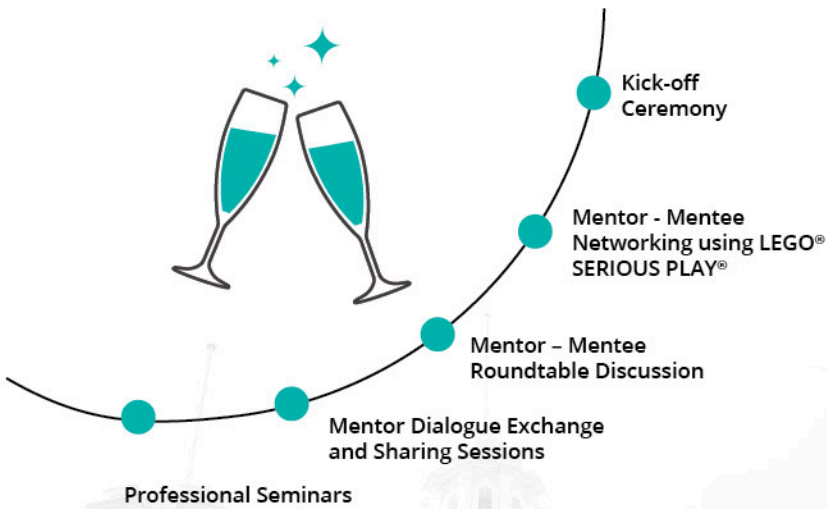 Kick-off
Ceremony
Mentor - Mentee
Networking using LEGO®
SERIOUS PLAY®
Mentor – Mentee
Roundtable Discussion
Mentor Dialogue Exchange
and Sharing Sessions
Professional Seminars